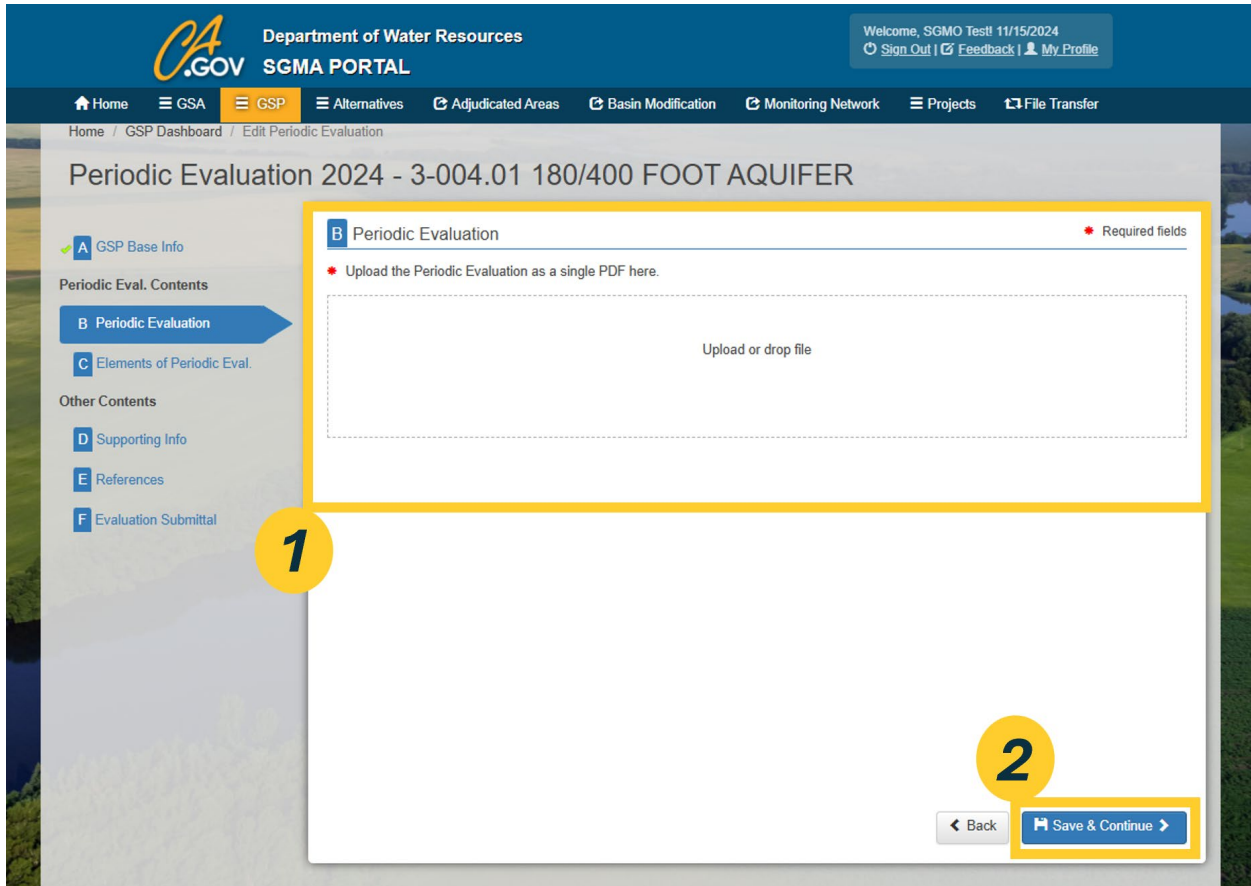 CA
.GOV
Department of Water Resources
SGMA PORTAL
Welcome, SGMO Test! 11/15/2024
Sign Out | Feedback | My Profile
Home GSA GSP Alternatives Adjudicated Areas Basin Modification Monitoring Network Projects File Transfer
Home / GSP Dashboard / Edit Periodic Evaluation
Periodic Evaluation 2024 - 3-004.01 180/400 FOOT AQUIFER
A GSP Base Info
Periodic Eval. Contents
B Periodic Evaluation
C Elements of Periodic Eval.
Other Contents
D Supporting Info
E References
F Evaluation Submittal
B Periodic Evaluation
* Required fields
* Upload the Periodic Evaluation as a single PDF here.
Upload or drop file
1
2
Back
Save & Continue